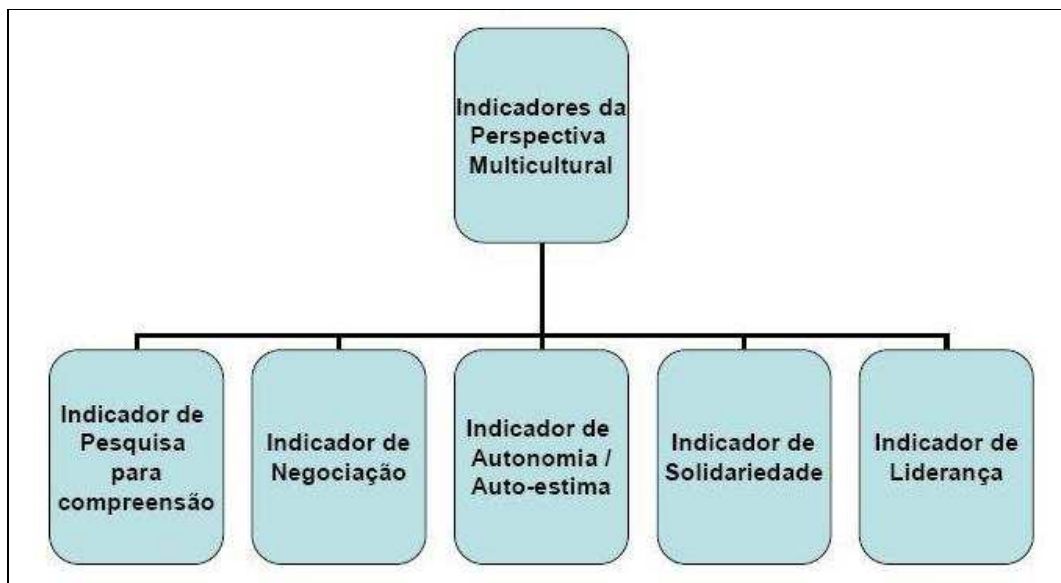 Indicadores da
Perspectiva
Multicultural
Indicador de
Pesquisa
para
compreensão
Indicador de
Negociação
Indicador de
Autonomia /
Auto-estima
Indicador de
Solidariedade
Indicador de
Liderança